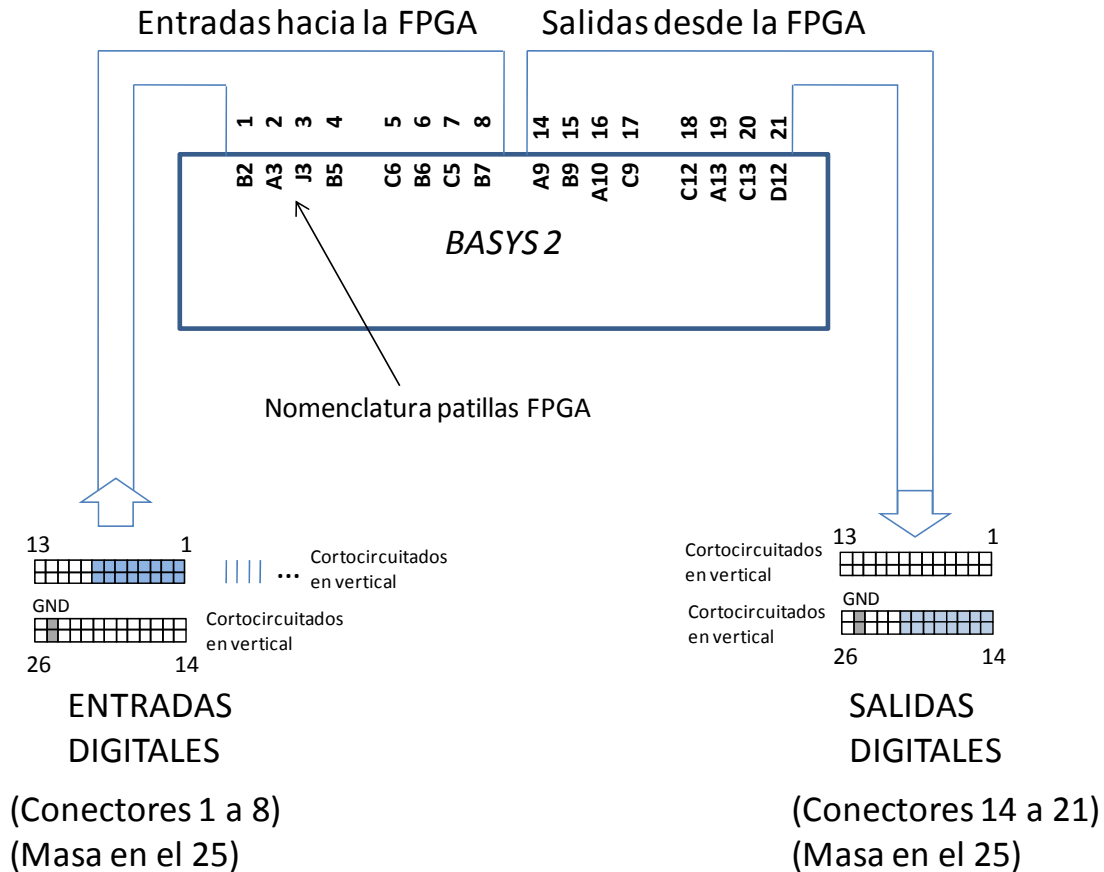 Entradas hacia la FPGA
Salidas desde la FPGA
1 2 3 4 5 6 7 8 14 15 16 17 18 19 20 21
B2 A3 J3 B5 C6 B6 C5 B7 A9 B9 A10 C9 C12 A13 C13 D12
BASYS 2
Nomenclatura patillas FPGA
13 1
... Cortocircuitados
en vertical
GND
Cortocircuitados
en vertical
26 14
ENTRADAS
DIGITALES
(Conectores 1 a 8)
(Masa en el 25)
13 1
Cortocircuitados
en vertical
GND
Cortocircuitados
en vertical
26 14
SALIDAS
DIGITALES
(Conectores 14 a 21)
(Masa en el 25)